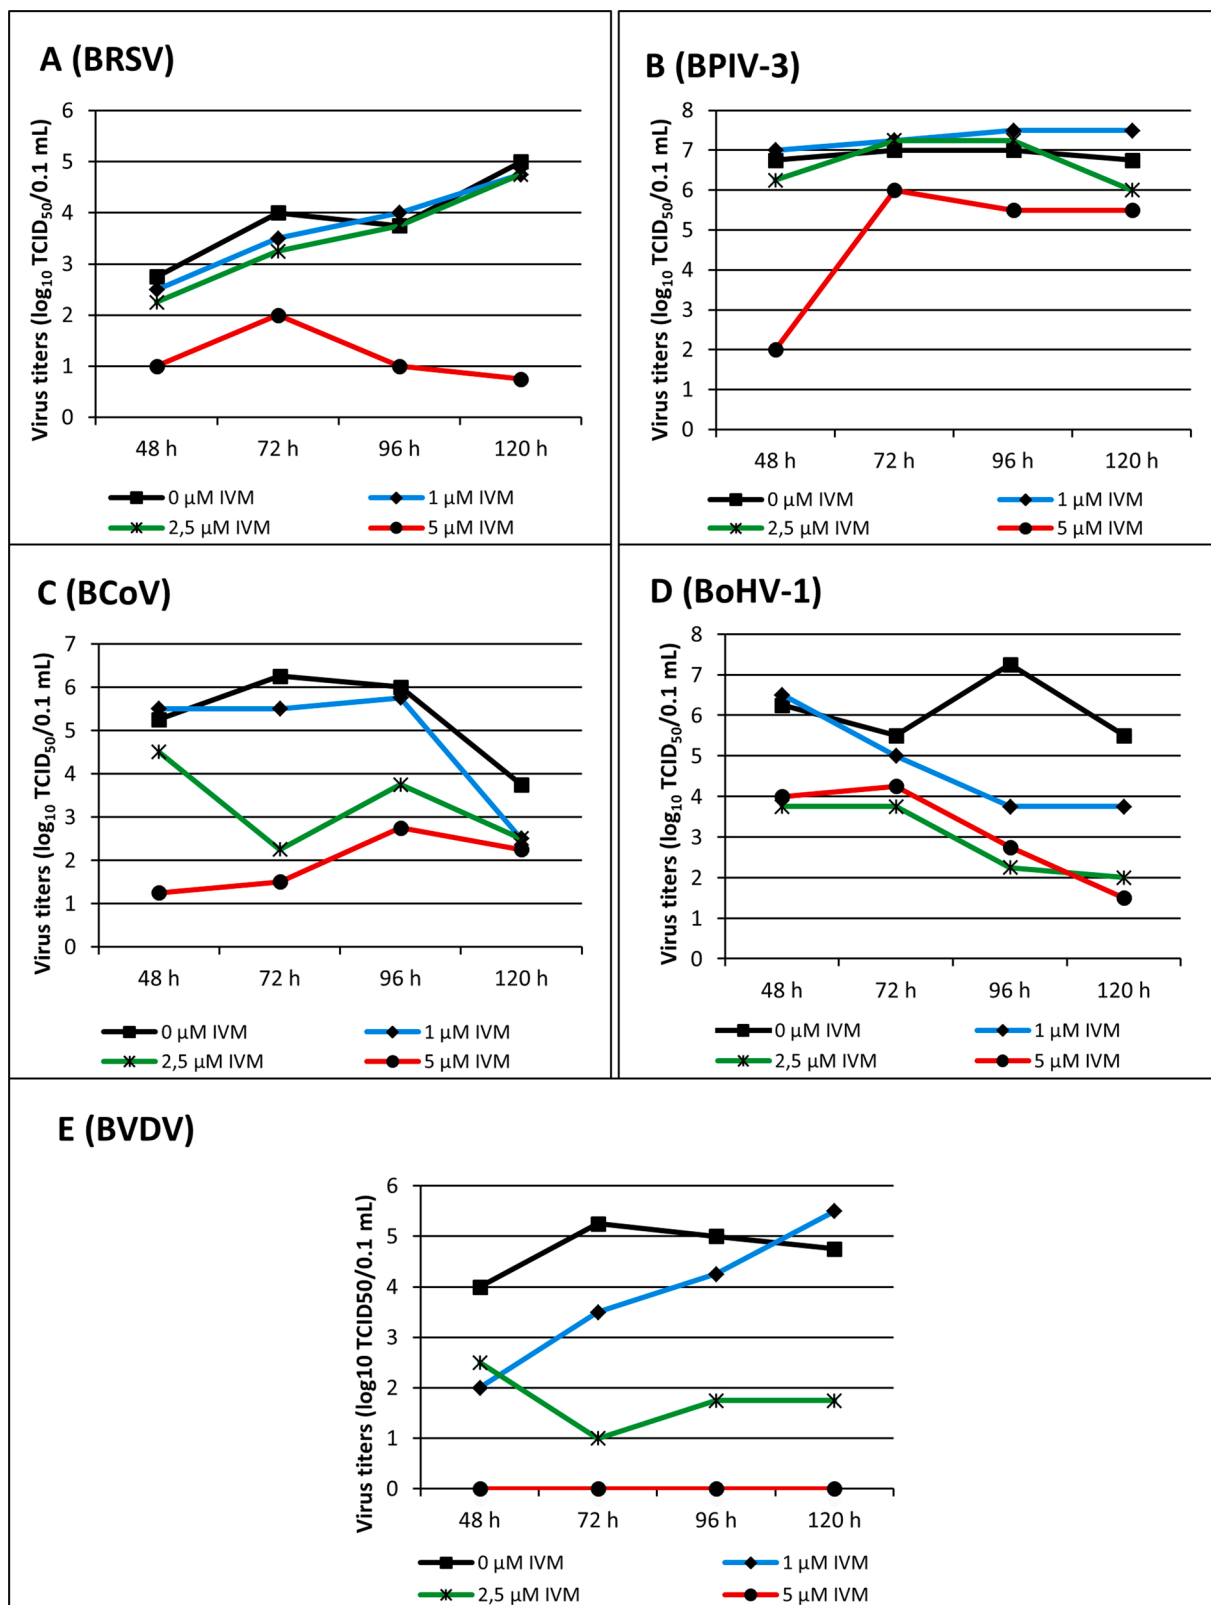 A (BRSV)
Virus titers (log10 TCID50/0.1 mL)
6
5
4
3
2
1
0
48 h 72 h 96 h 120 h
0 µM IVM 1 µM IVM
2,5 µM IVM 5 µM IVM
B (BPIV-3)
Virus titers (log10 TCID50/0.1 mL)
8
7
6
5
4
3
2
1
0
48 h 72 h 96 h 120 h
0 µM IVM 1 µM IVM
2,5 µM IVM 5 µM IVM
C (BCoV)
Virus titers (log10 TCID50/0.1 mL)
7
6
5
4
3
2
1
0
48 h 72 h 96 h 120 h
0 µM IVM 1 µM IVM
2,5 µM IVM 5 µM IVM
D (BoHV-1)
Virus titers (log10 TCID50/0.1 mL)
8
7
6
5
4
3
2
1
0
48 h 72 h 96 h 120 h
0 µM IVM 1 µM IVM
2,5 µM IVM 5 µM IVM
E (BVDV)
Virus titers (log10 TCID50/0.1 mL)
6
5
4
3
2
1
0
48 h 72 h 96 h 120 h
0 µM IVM 1 µM IVM
2,5 µM IVM 5 µM IVM